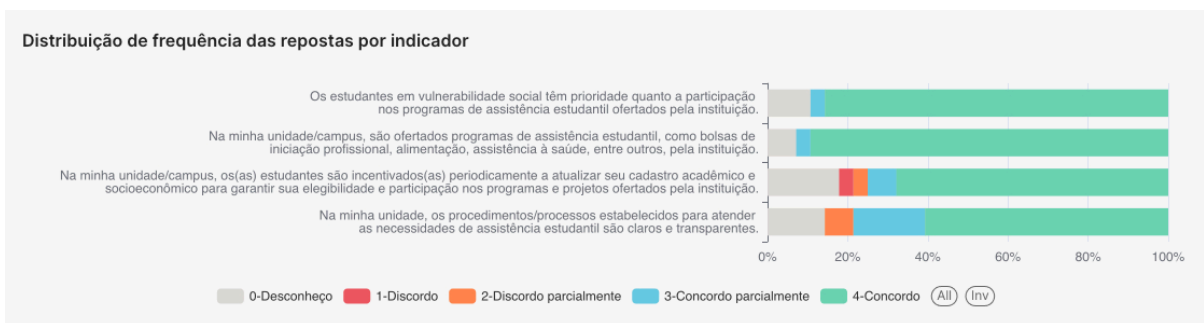 Distribuição de frequência das repostas por indicador
Os estudantes em vulnerabilidade social têm prioridade quanto a participação
nos programas de assistência estudantil ofertados pela instituição.
Na minha unidade/campus, são ofertados programas de assistência estudantil, como bolsas de
iniciação profissional, alimentação, assistência à saúde, entre outros, pela instituição.
Na minha unidade/campus, os(as) estudantes são incentivados(as) periodicamente a atualizar seu cadastro acadêmico e
socioeconômico para garantir sua elegibilidade e participação nos programas e projetos ofertados pela instituição.
Na minha unidade, os procedimentos/processos estabelecidos para atender
as necessidades de assistência estudantil são claros e transparentes.
0% 20% 40% 60% 80% 100%
0-Desconheço 1-Discordo 2-Discordo parcialmente 3-Concordo parcialmente 4-Concordo All Inv